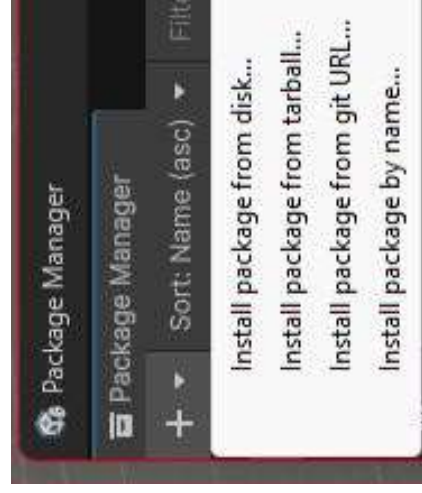 Package Manager
Package Manager
Sort: Name (asc)
Filt
Install package from disk...
Install package from tarball...
Install package from git URL...
Install package by name...